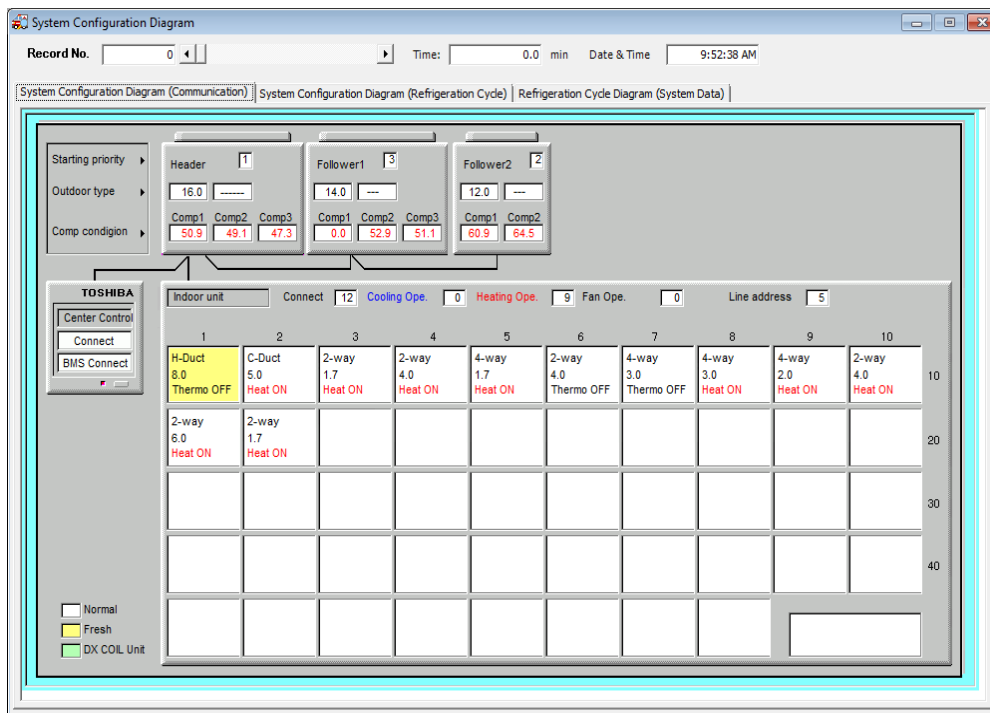 System Configuration Diagram
Record No. 0 Time: 0.0 min Date & Time 9:52:38 AM
System Configuration Diagram (Communication) System Configuration Diagram (Refrigeration Cycle) Refrigeration Cycle Diagram (System Data)
Starting priority Header 1 Follower1 3 Follower2 2
Outdoor type 16.0 ------ 14.0 --- 12.0 ---
Comp1 Comp2 Comp3 Comp1 Comp2 Comp3 Comp1 Comp2
Comp condigion 50.9 49.1 47.3 0.0 52.9 51.1 60.9 64.5
TOSHIBA
Center Control
Connect
BMS Connect
Indoor unit Connect 12 Cooling Ope. 0 Heating Ope. 9 Fan Ope. 0 Line address 5
1 2 3 4 5 6 7 8 9 10
H-Duct C-Duct 2-way 2-way 4-way 2-way 4-way 4-way 4-way 2-way
8.0 5.0 1.7 4.0 1.7 4.0 3.0 3.0 2.0 4.0 10
Thermo OFF Heat ON Heat ON Heat ON Heat ON Thermo OFF Thermo OFF Heat ON Heat ON Heat ON
2-way 2-way
6.0 1.7 20
Heat ON Heat ON
30
40
Normal
Fresh
DX COIL Unit